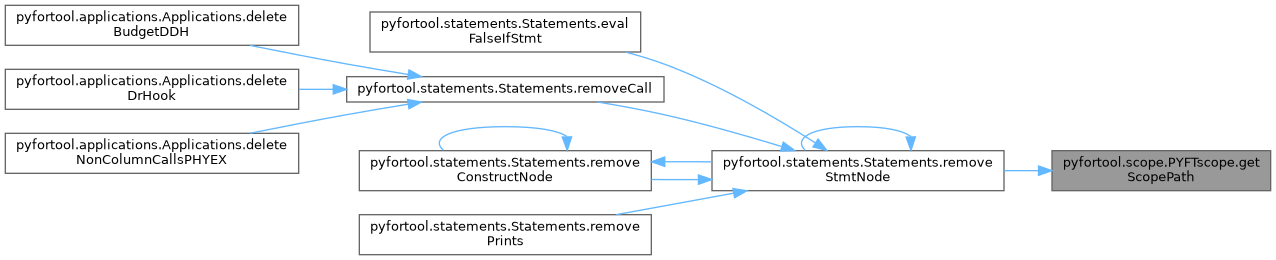 pyfortool.applications.Applications.delete
BudgetDDH
pyfortool.applications.Applications.delete
DrHook
pyfortool.applications.Applications.delete
NonColumnCallsPHYEX
pyfortool.statements.Statements.eval
FalseIfStmt
pyfortool.statements.Statements.removeCall
pyfortool.statements.Statements.remove
ConstructNode
pyfortool.statements.Statements.remove
Prints
pyfortool.statements.Statements.remove
StmtNode
pyfortool.scope.PYFTscope.get
ScopePath